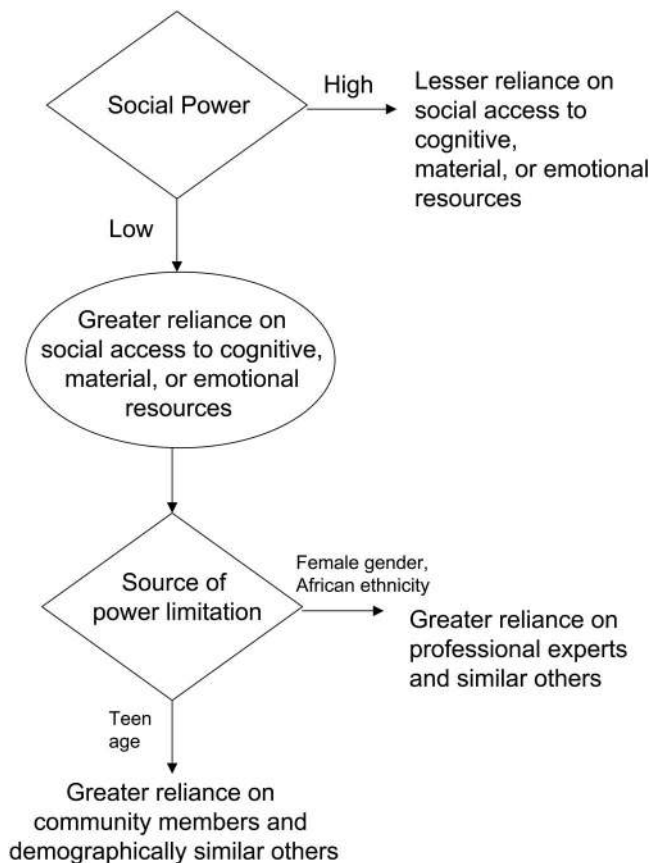 Social Power
High
Lesser reliance on
social access to
cognitive,
material, or emotional
resources
Low
Greater reliance on
social access to cognitive,
material, or emotional
resources
Source of
power limitation
Female gender,
African ethnicity
Greater reliance on
professional experts
and similar others
Teen
age
Greater reliance on
community members and
demographically similar others